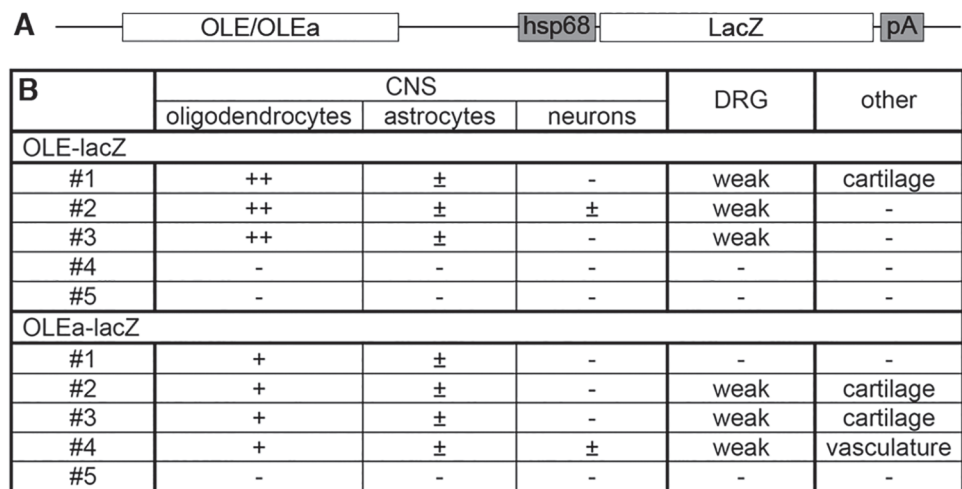 A OLE/OLEa hsp68 LacZ pA
B CNS DRG other
oligodendrocytes astrocytes neurons
OLE-lacZ
#1 ++ ± - weak cartilage
#2 ++ ± ± weak -
#3 ++ ± - weak -
#4 - - - - -
#5 - - - - -
OLEa-lacZ
#1 + ± - - -
#2 + ± - weak cartilage
#3 + ± - weak cartilage
#4 + ± ± weak vasculature
#5 - - - - -